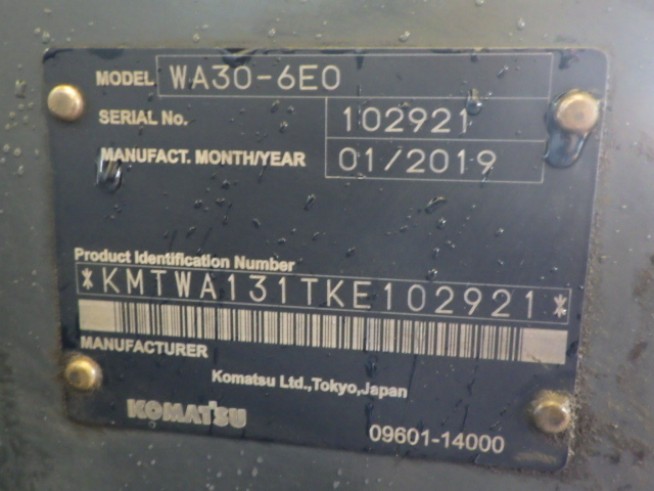 MODEL WA30-6E0
SERIAL No. 102921
MANUFACT. MONTH/YEAR 01/2019
Product Identification Number
*KMTWA131TKE102921*
MANUFACTURER
Komatsu Ltd.,Tokyo,Japan
KOMATSU
09601-14000